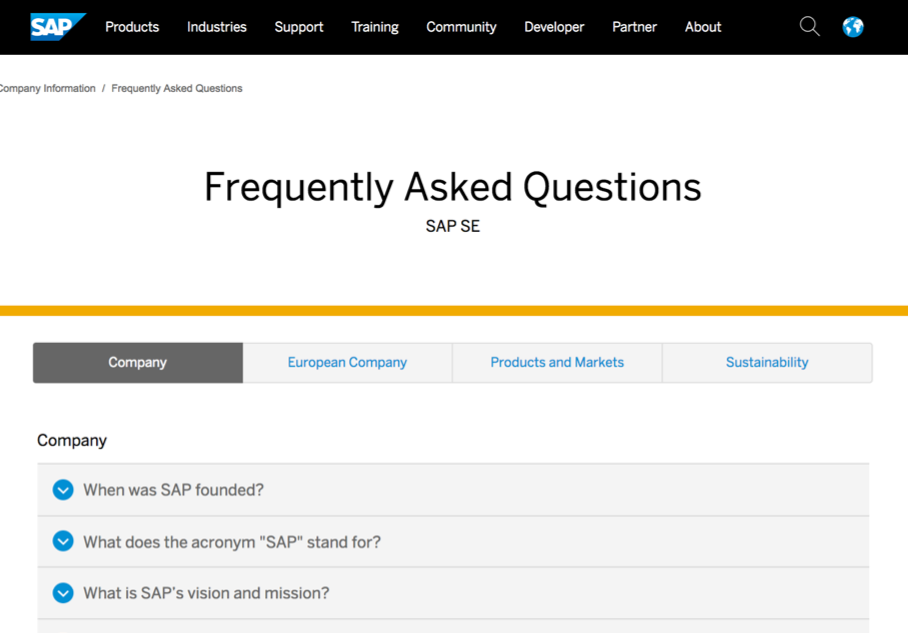 SAP Products Industries Support Training Community Developer Partner About
Company Information / Frequently Asked Questions
Frequently Asked Questions
SAP SE
Company European Company Products and Markets Sustainability
Company
When was SAP founded?
What does the acronym "SAP" stand for?
What is SAP's vision and mission?